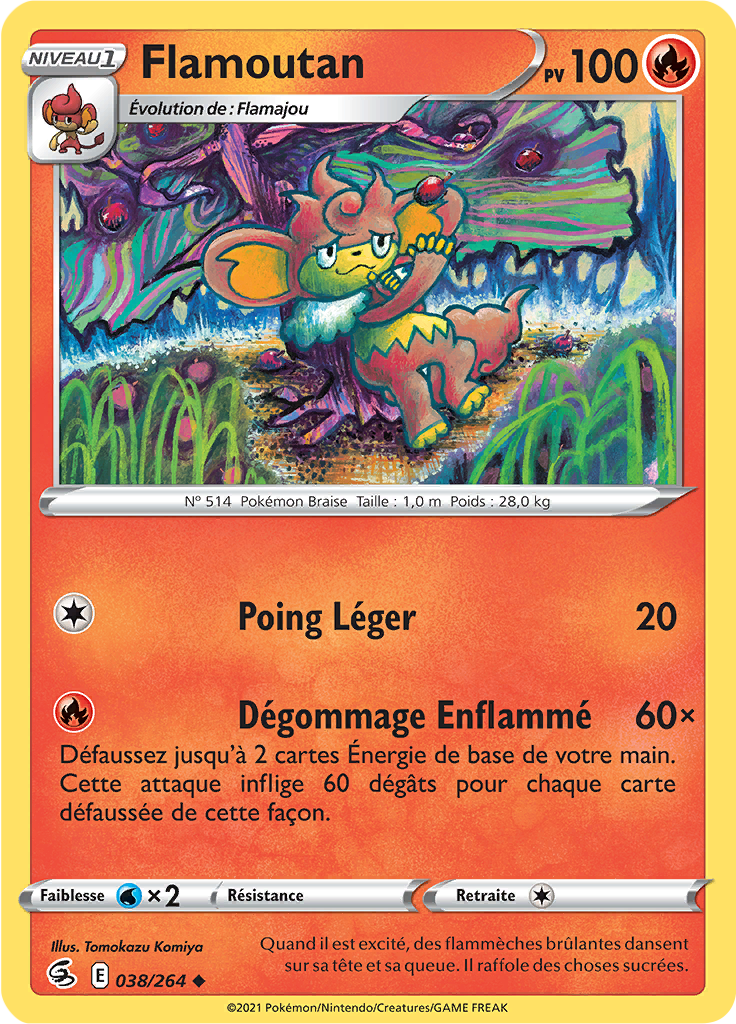 NIVEAU 1
Flamoutan
PV 100
Évolution de : Flamajou
N° 514 Pokémon Braise Taille : 1,0 m Poids : 28,0 kg
Poing Léger 20
Dégommage Enflammé 60×
Défaussez jusqu'à 2 cartes Énergie de base de votre main.
Cette attaque inflige 60 dégâts pour chaque carte
défaussée de cette façon.
Faiblesse ×2 Résistance Retraite
Illus. Tomokazu Komiya
Quand il est excité, des flammèches brûlantes dansent
sur sa tête et sa queue. Il raffole des choses sucrées.
E 038/264
©2021 Pokémon/Nintendo/Creatures/GAME FREAK